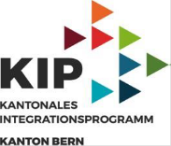 KIP
KANTONALES
INTEGRATIONSPROGRAMM
KANTON BERN